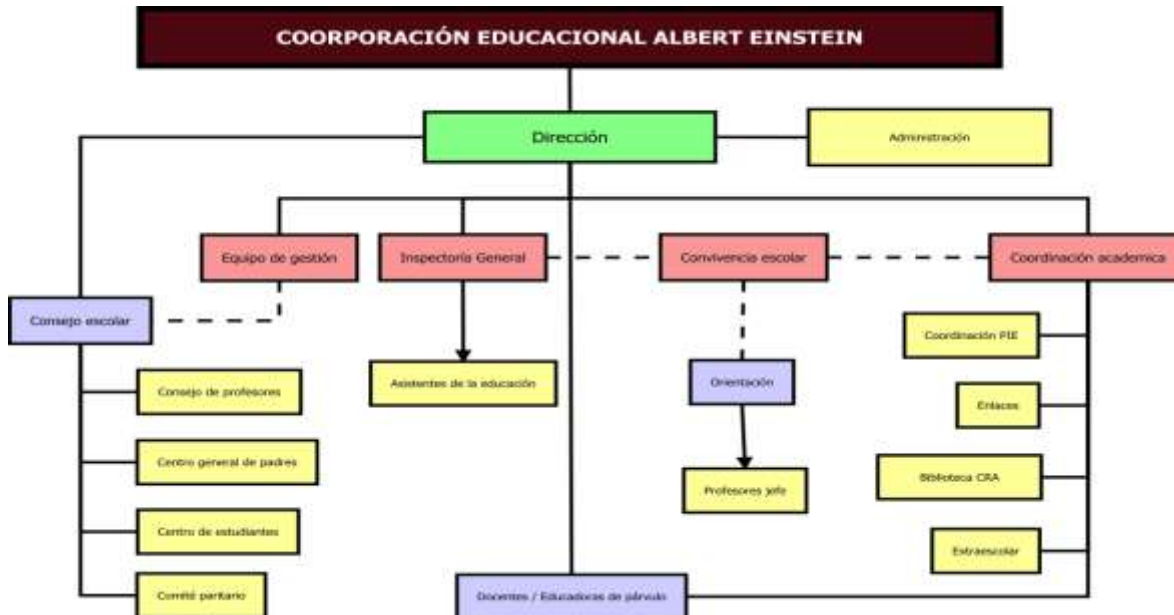 COORPORACIÓN EDUCACIONAL ALBERT EINSTEIN
Dirección
Administración
Equipo de gestión
Inspectoría General
Convivencia escolar
Coordinación academica
Consejo escolar
Coordinación PIE
Asistentes de la educación
Orientación
Consejo de profesores
Enlaces
Centro general de padres
Biblioteca CRA
Profesores jefe
Centro de estudiantes
Extraescolar
Comité paritario
Docentes / Educadoras de párvulo